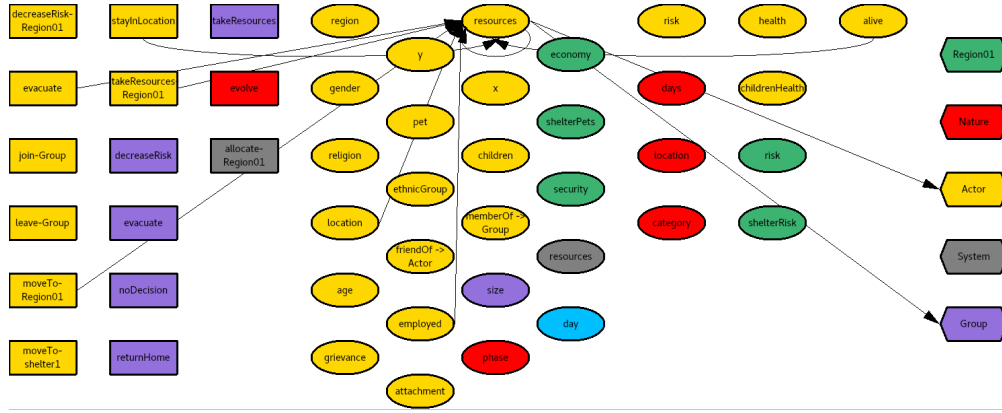 decreaseRisk-
Region01
stayInLocation
takeResources
region
resources
risk
health
alive
y
economy
Region01
evacuate
takeResources-
Region01
evolve
gender
x
days
childrenHealth
pet
shelterPets
Nature
join-Group
decreaseRisk
allocate-
Region01
religion
children
location
risk
ethnicGroup
security
Actor
leave-Group
evacuate
location
memberOf ->
Group
category
shelterRisk
friendOf ->
Actor
resources
System
moveTo-
Region01
noDecision
age
size
employed
day
Group
moveTo-
shelter1
returnHome
grievance
phase
attachment